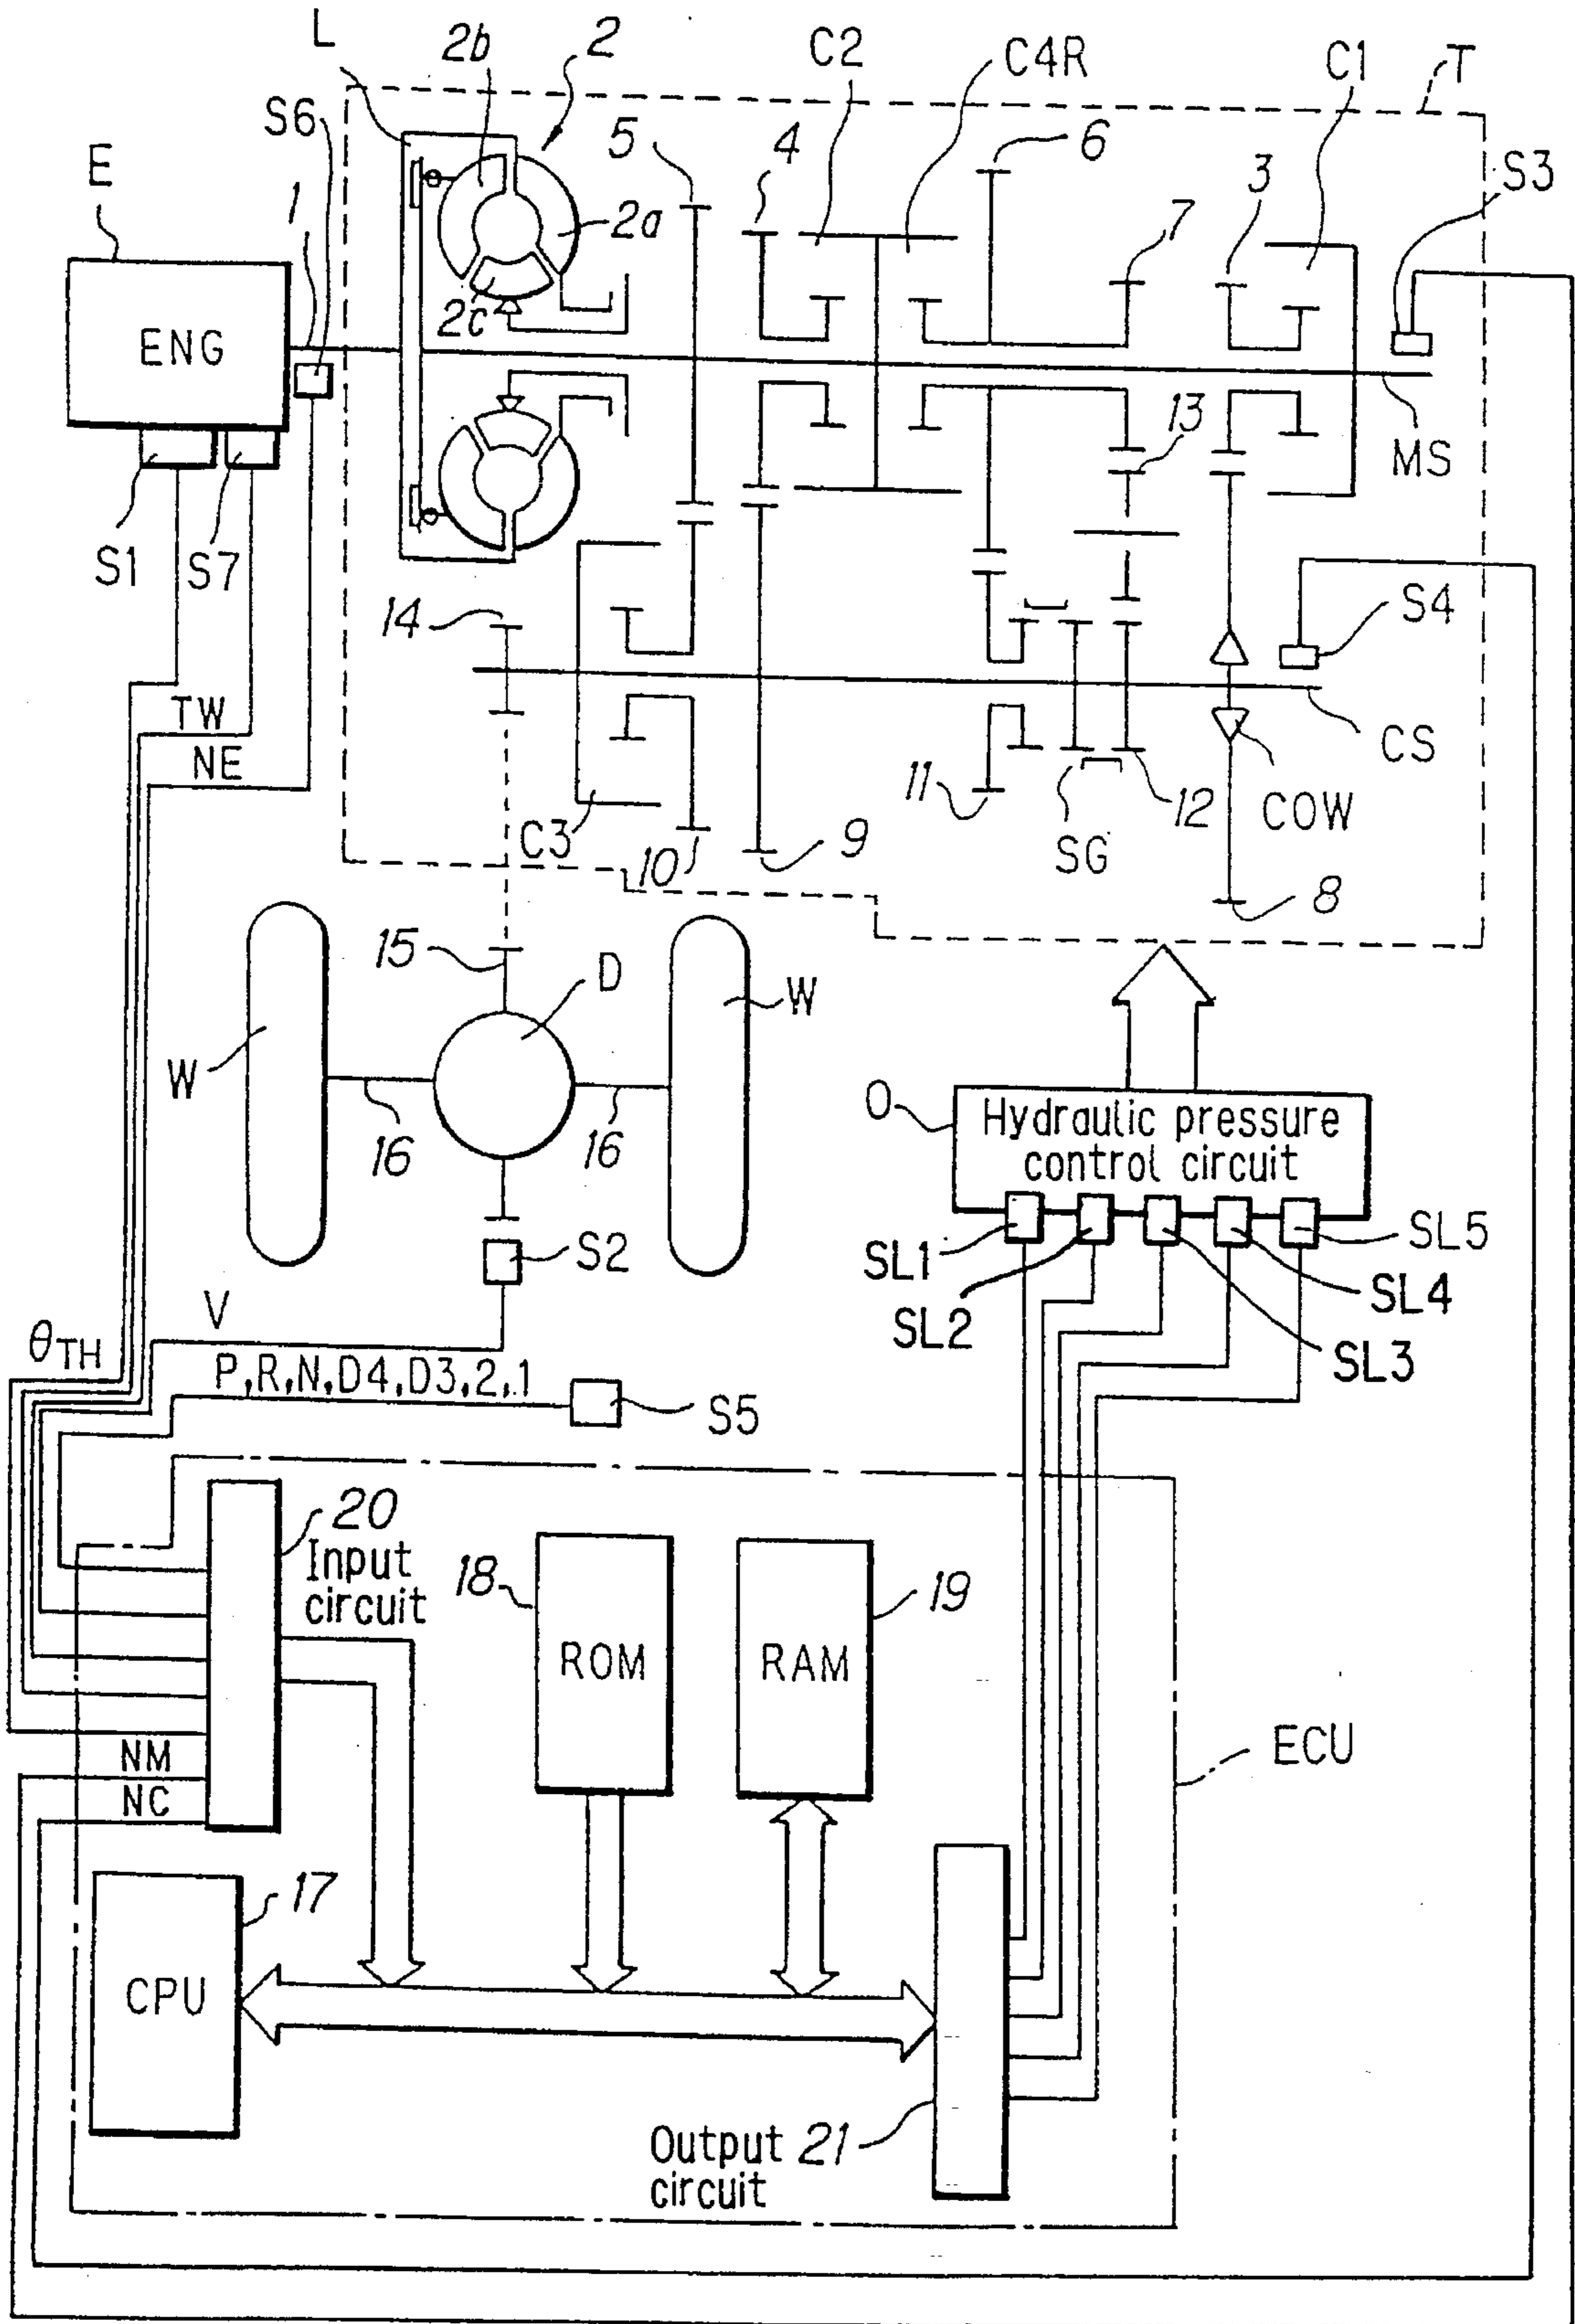 L
2b
2
C2
C4R
C1
T
S6
5
4
6
3
S3
E
1
2a
7
ENG
2c
13
MS
S1
S7
14
S4
TW
NE
CS
C3
10
9
11
SG
12
COW
8
15
D
W
W
16
16
O
Hydraulic pressure
control circuit
S2
SL1
SL2
SL5
SL4
SL3
V
θTH
P,R,N,D4,D3,2,1
S5
20
Input
circuit
18
ROM
19
RAM
ECU
NM
NC
17
CPU
Output 21
circuit